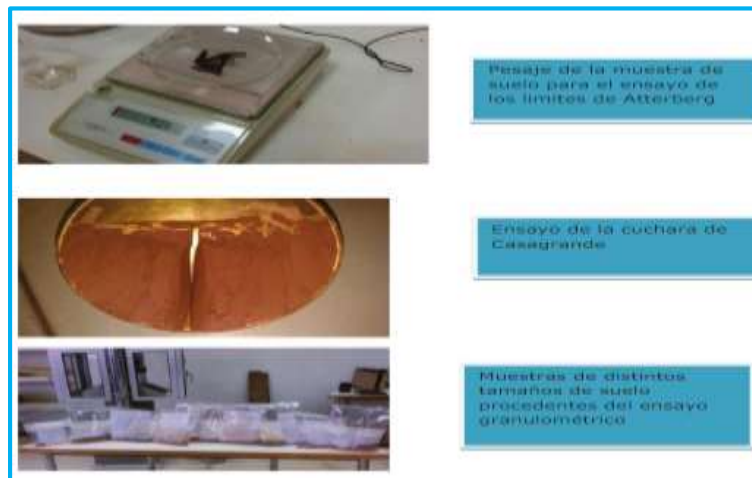 Pesaje de la muestra de
suelo para el ensayo de
los limites de Atterberg
Ensayo de la cuchara de
Casagrande
Muestras de distintos
tamaños de suelo
procedentes del ensayo
granulométrico